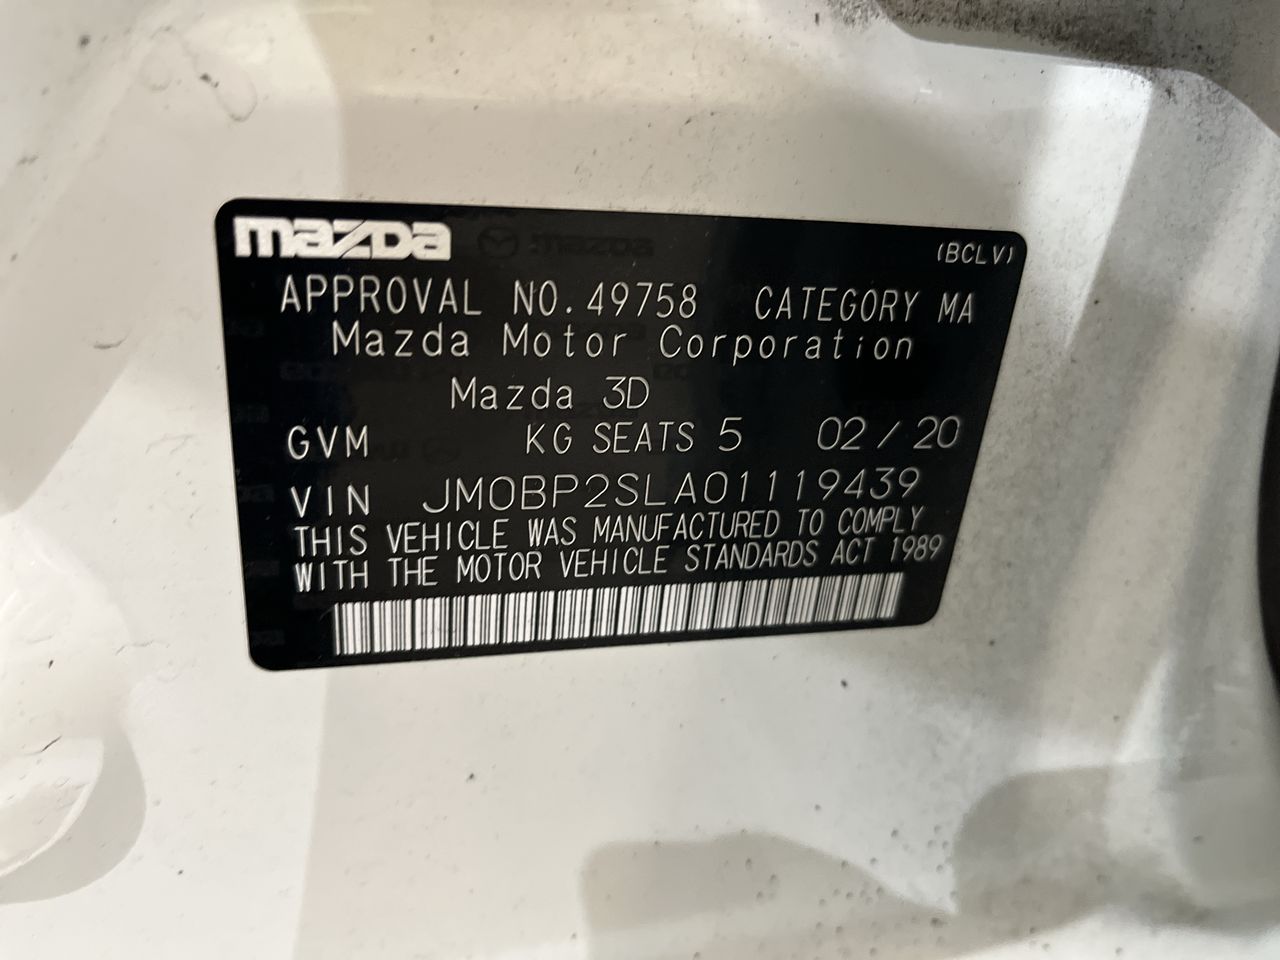 mazda
(BCLV)
APPROVAL NO.49758 CATEGORY MA
Mazda Motor Corporation
Mazda 3D
GVM KG SEATS 5 02/20
VIN JM0BP2SLA01119439
THIS VEHICLE WAS MANUFACTURED TO COMPLY
WITH THE MOTOR VEHICLE STANDARDS ACT 1989